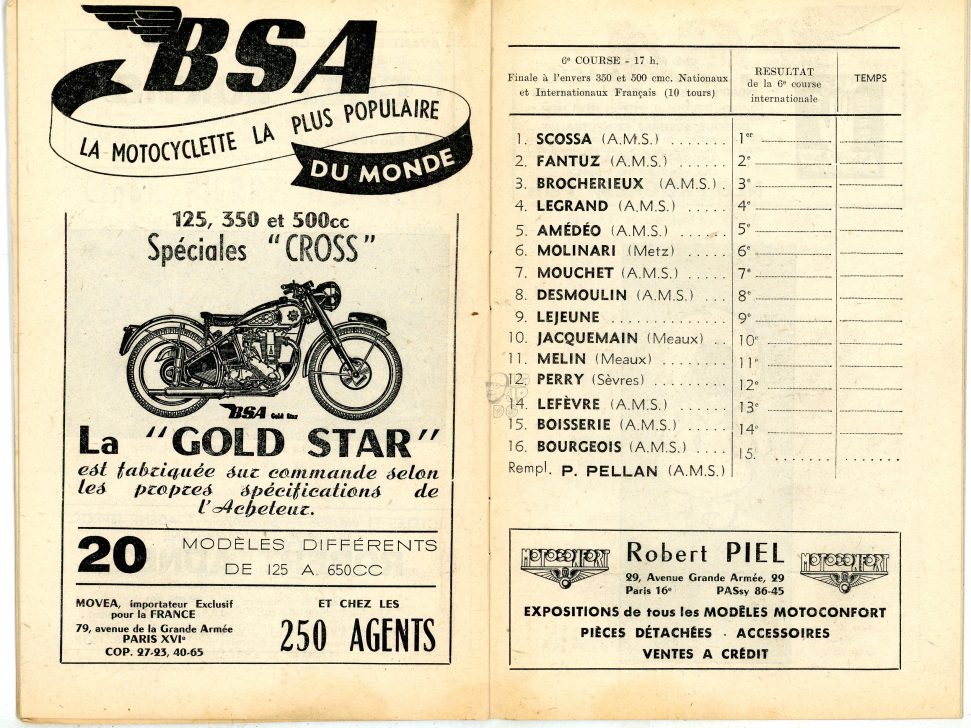 BSA
LA MOTOCYCLETTE LA PLUS POPULAIRE
DU MONDE
125, 350 et 500cc
Spéciales "CROSS"
BSA Gold Star
La "GOLD STAR"
est fabriquée sur commande selon
les propres spécifications de
l'Acheteur.
20 MODÈLES DIFFÉRENTS
DE 125 A 650CC
MOVEA, importateur Exclusif
pour la FRANCE
79, avenue de la Grande Armée
PARIS XVIe
COP. 27-23, 40-65
ET CHEZ LES
250 AGENTS
6e COURSE - 17 h.
Finale à l'envers 350 et 500 cmc. Nationaux
et Internationaux Français (10 tours)
RESULTAT
de la 6e course
internationale
TEMPS
1. SCOSSA (A.M.S.) ....... 1er
2. FANTUZ (A.M.S.) ....... 2e
3. BROCHERIEUX (A.M.S.) . 3e
4. LEGRAND (A.M.S.) ..... 4e
5. AMÉDÉO (A.M.S.) ...... 5e
6. MOLINARI (Metz) ...... 6e
7. MOUCHET (A.M.S.) ..... 7e
8. DESMOULIN (A.M.S.) ... 8e
9. LEJEUNE .............. 9e
10. JACQUEMAIN (Meaux) .. 10e
11. MELIN (Meaux) ....... 11e
12. PERRY (Sèvres) ....... 12e
14. LEFÈVRE (A.M.S.) ...... 13e
15. BOISSERIE (A.M.S.) .... 14e
16. BOURGEOIS (A.M.S.) .... 15.
Rempl. P. PELLAN (A.M.S.)
MOTOCONFORT
Robert PIEL
MOTOCONFORT
29, Avenue Grande Armée, 29
Paris 16e PASsy 86-45
EXPOSITIONS de tous les MODÈLES MOTOCONFORT
PIÈCES DÉTACHÉES - ACCESSOIRES
VENTES A CRÉDIT